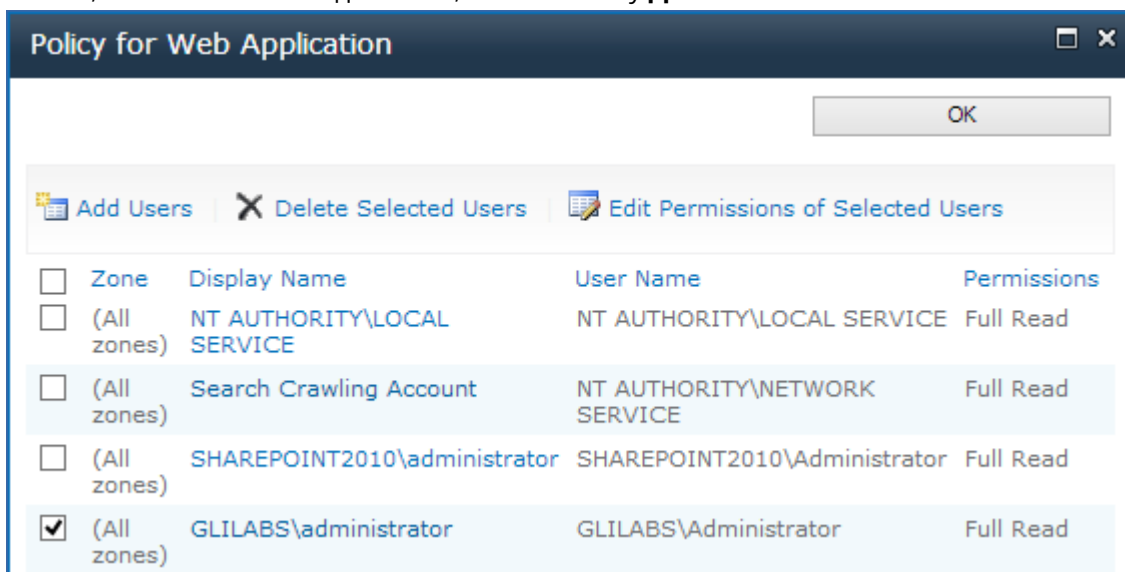 Policy for Web Application
OK
Add Users Delete Selected Users Edit Permissions of Selected Users
Zone Display Name User Name Permissions
(All NT AUTHORITY\LOCAL NT AUTHORITY\LOCAL SERVICE Full Read
zones) SERVICE
(All Search Crawling Account NT AUTHORITY\NETWORK Full Read
zones) SERVICE
(All SHAREPOINT2010\administrator SHAREPOINT2010\Administrator Full Read
zones)
(All GLILABS\administrator GLILABS\Administrator Full Read
zones)